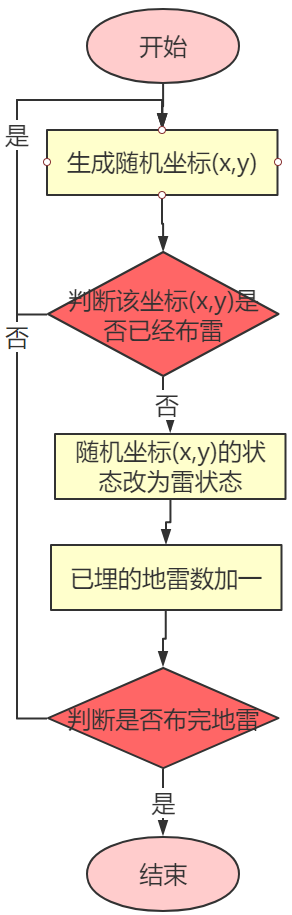 开始
是
生成随机坐标(x,y)
判断该坐标(x,y)是
否已经布雷
否
否
随机坐标(x,y)的状
态改为雷状态
已埋的地雷数加一
判断是否布完地雷
是
结束